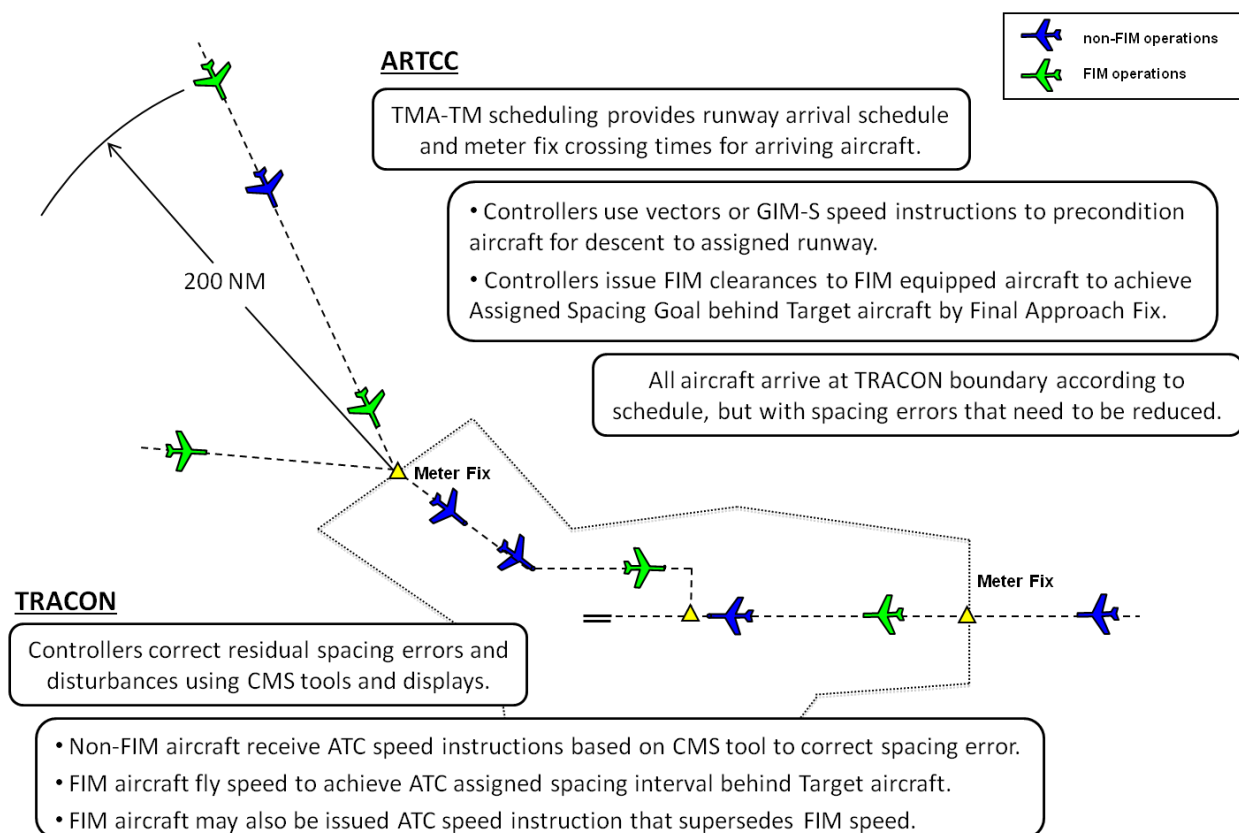 ARTCC
non-FIM operations
FIM operations
TMA-TM scheduling provides runway arrival schedule
and meter fix crossing times for arriving aircraft.
• Controllers use vectors or GIM-S speed instructions to precondition
aircraft for descent to assigned runway.
• Controllers issue FIM clearances to FIM equipped aircraft to achieve
Assigned Spacing Goal behind Target aircraft by Final Approach Fix.
200 NM
All aircraft arrive at TRACON boundary according to
schedule, but with spacing errors that need to be reduced.
Meter Fix
Meter Fix
TRACON
Controllers correct residual spacing errors and
disturbances using CMS tools and displays.
• Non-FIM aircraft receive ATC speed instructions based on CMS tool to correct spacing error.
• FIM aircraft fly speed to achieve ATC assigned spacing interval behind Target aircraft.
• FIM aircraft may also be issued ATC speed instruction that supersedes FIM speed.